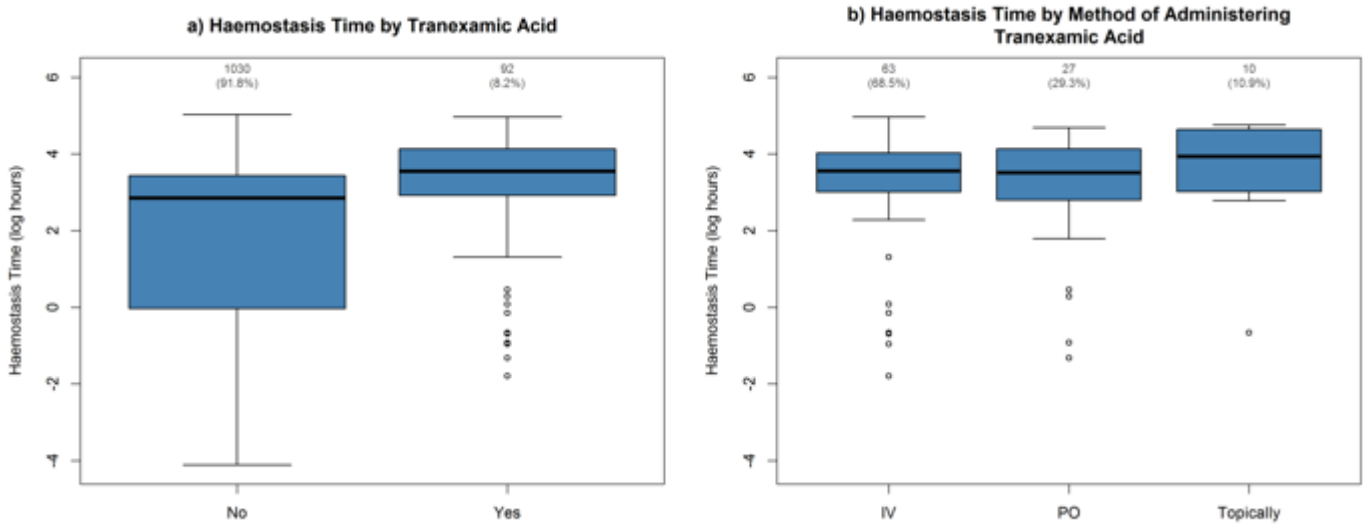 a) Haemostasis Time by Tranexamic Acid
1030
(91.8%)
92
(8.2%)
Haemostasis Time (log hours)
6
4
2
0
-2
-4
No
Yes
b) Haemostasis Time by Method of Administering
Tranexamic Acid
63
(68.5%)
27
(29.3%)
10
(10.9%)
Haemostasis Time (log hours)
6
4
2
0
-2
-4
IV
PO
Topically